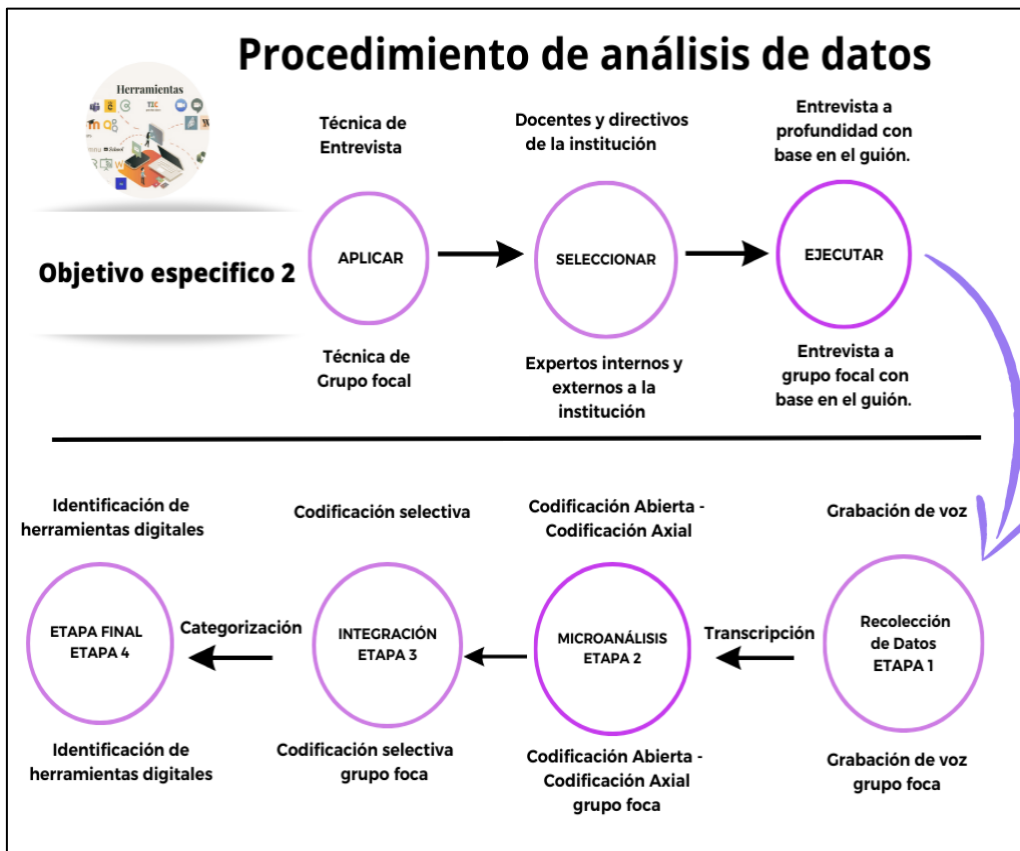 Procedimiento de análisis de datos
Herramientas
Objetivo especifico 2
Técnica de
Entrevista
APLICAR
Técnica de
Grupo focal
Docentes y directivos
de la institución
SELECCIONAR
Expertos internos y
externos a la
institución
Entrevista a
profundidad con
base en el guión.
EJECUTAR
Entrevista a
grupo focal con
base en el guión.
Grabación de voz
Recolección
de Datos
ETAPA 1
Grabación de voz
grupo foca
Transcripción
Codificación Abierta -
Codificación Axial
MICROANÁLISIS
ETAPA 2
Codificación Abierta -
Codificación Axial
grupo foca
Codificación selectiva
INTEGRACIÓN
ETAPA 3
Codificación selectiva
grupo foca
Categorización
Identificación de
herramientas digitales
ETAPA FINAL
ETAPA 4
Identificación de
herramientas digitales